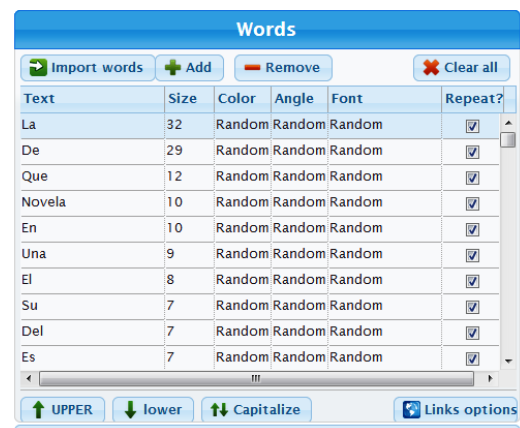 Words
Import words Add Remove Clear all
Text Size Color Angle Font Repeat?
La 32 Random Random Random
De 29 Random Random Random
Que 12 Random Random Random
Novela 10 Random Random Random
En 10 Random Random Random
Una 9 Random Random Random
El 8 Random Random Random
Su 7 Random Random Random
Del 7 Random Random Random
Es 7 Random Random Random
UPPER lower Capitalize Links options